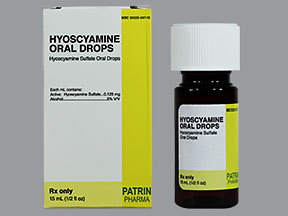 HYOSCYAMINE
ORAL DROPS
Hyoscyamine Sulfate Oral Drops
Each mL contains:
Active: Hyoscyamine Sulfate...0.125 mg
Alcohol...5% V/V
Rx only
15 mL (1/2 fl oz)
PATRIN
PHARMA
HYOSCYAMINE
ORAL DROPS
Hyoscyamine Sulfate
Oral Drops
Rx only
15 mL (1/2 fl oz)
PATRIN
PHARMA